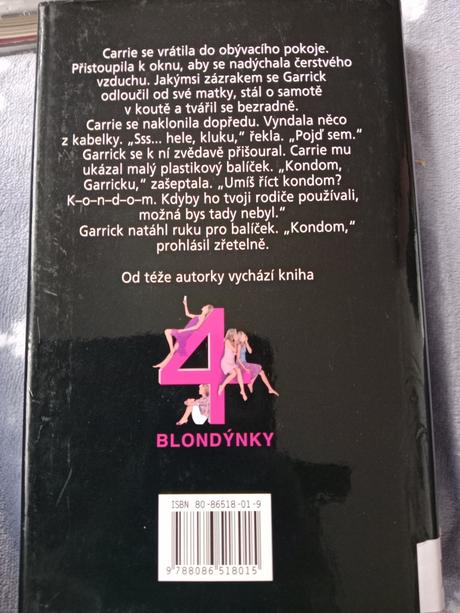 Carrie se vrátila do obývacího pokoje.
Přistoupila k oknu, aby se nadýchala čerstvého
vzduchu. Jakýmsi zázrakem se Garrick
odloučil od své matky, stál o samotě
v koutě a tvářil se bezradně.
Carrie se naklonila dopředu. Vyndala něco
z kabelky. „Sss... hele, kluku,“ řekla. „Pojď sem.“
Garrick se k ní zvědavě přišoural. Carrie mu
ukázal malý plastikový balíček. „Kondom,
Garricku,“ zašeptala. „Umíš říct kondom?
K–o–n–d–o–m. Kdyby ho tvoji rodiče používali,
možná bys tady nebyl.“
Garrick natáhl ruku pro balíček. „Kondom,“
prohlásil zřetelně.
Od téže autorky vychází kniha
4
BLONDÝNKY
ISBN 80-86518-01-9
9 788086 518015